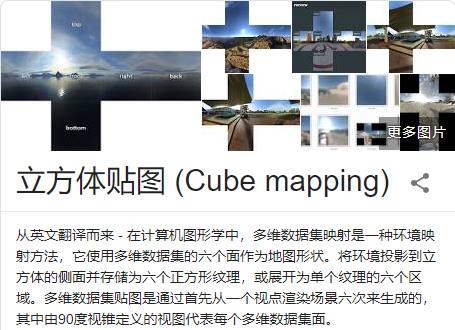 top
left
front
right
back
bottom
PREVIEW
更多图片
立方体贴图 (Cube mapping)
从英文翻译而来 - 在计算机图形学中，多维数据集映射是一种环境映
射方法，它使用多维数据集的六个面作为地图形状。将环境投影到立
方体的侧面并存储为六个正方形纹理，或展开为单个纹理的六个区
域。多维数据集贴图是通过首先从一个视点渲染场景六次来生成的，
其中由90度视锥定义的视图代表每个多维数据集面。